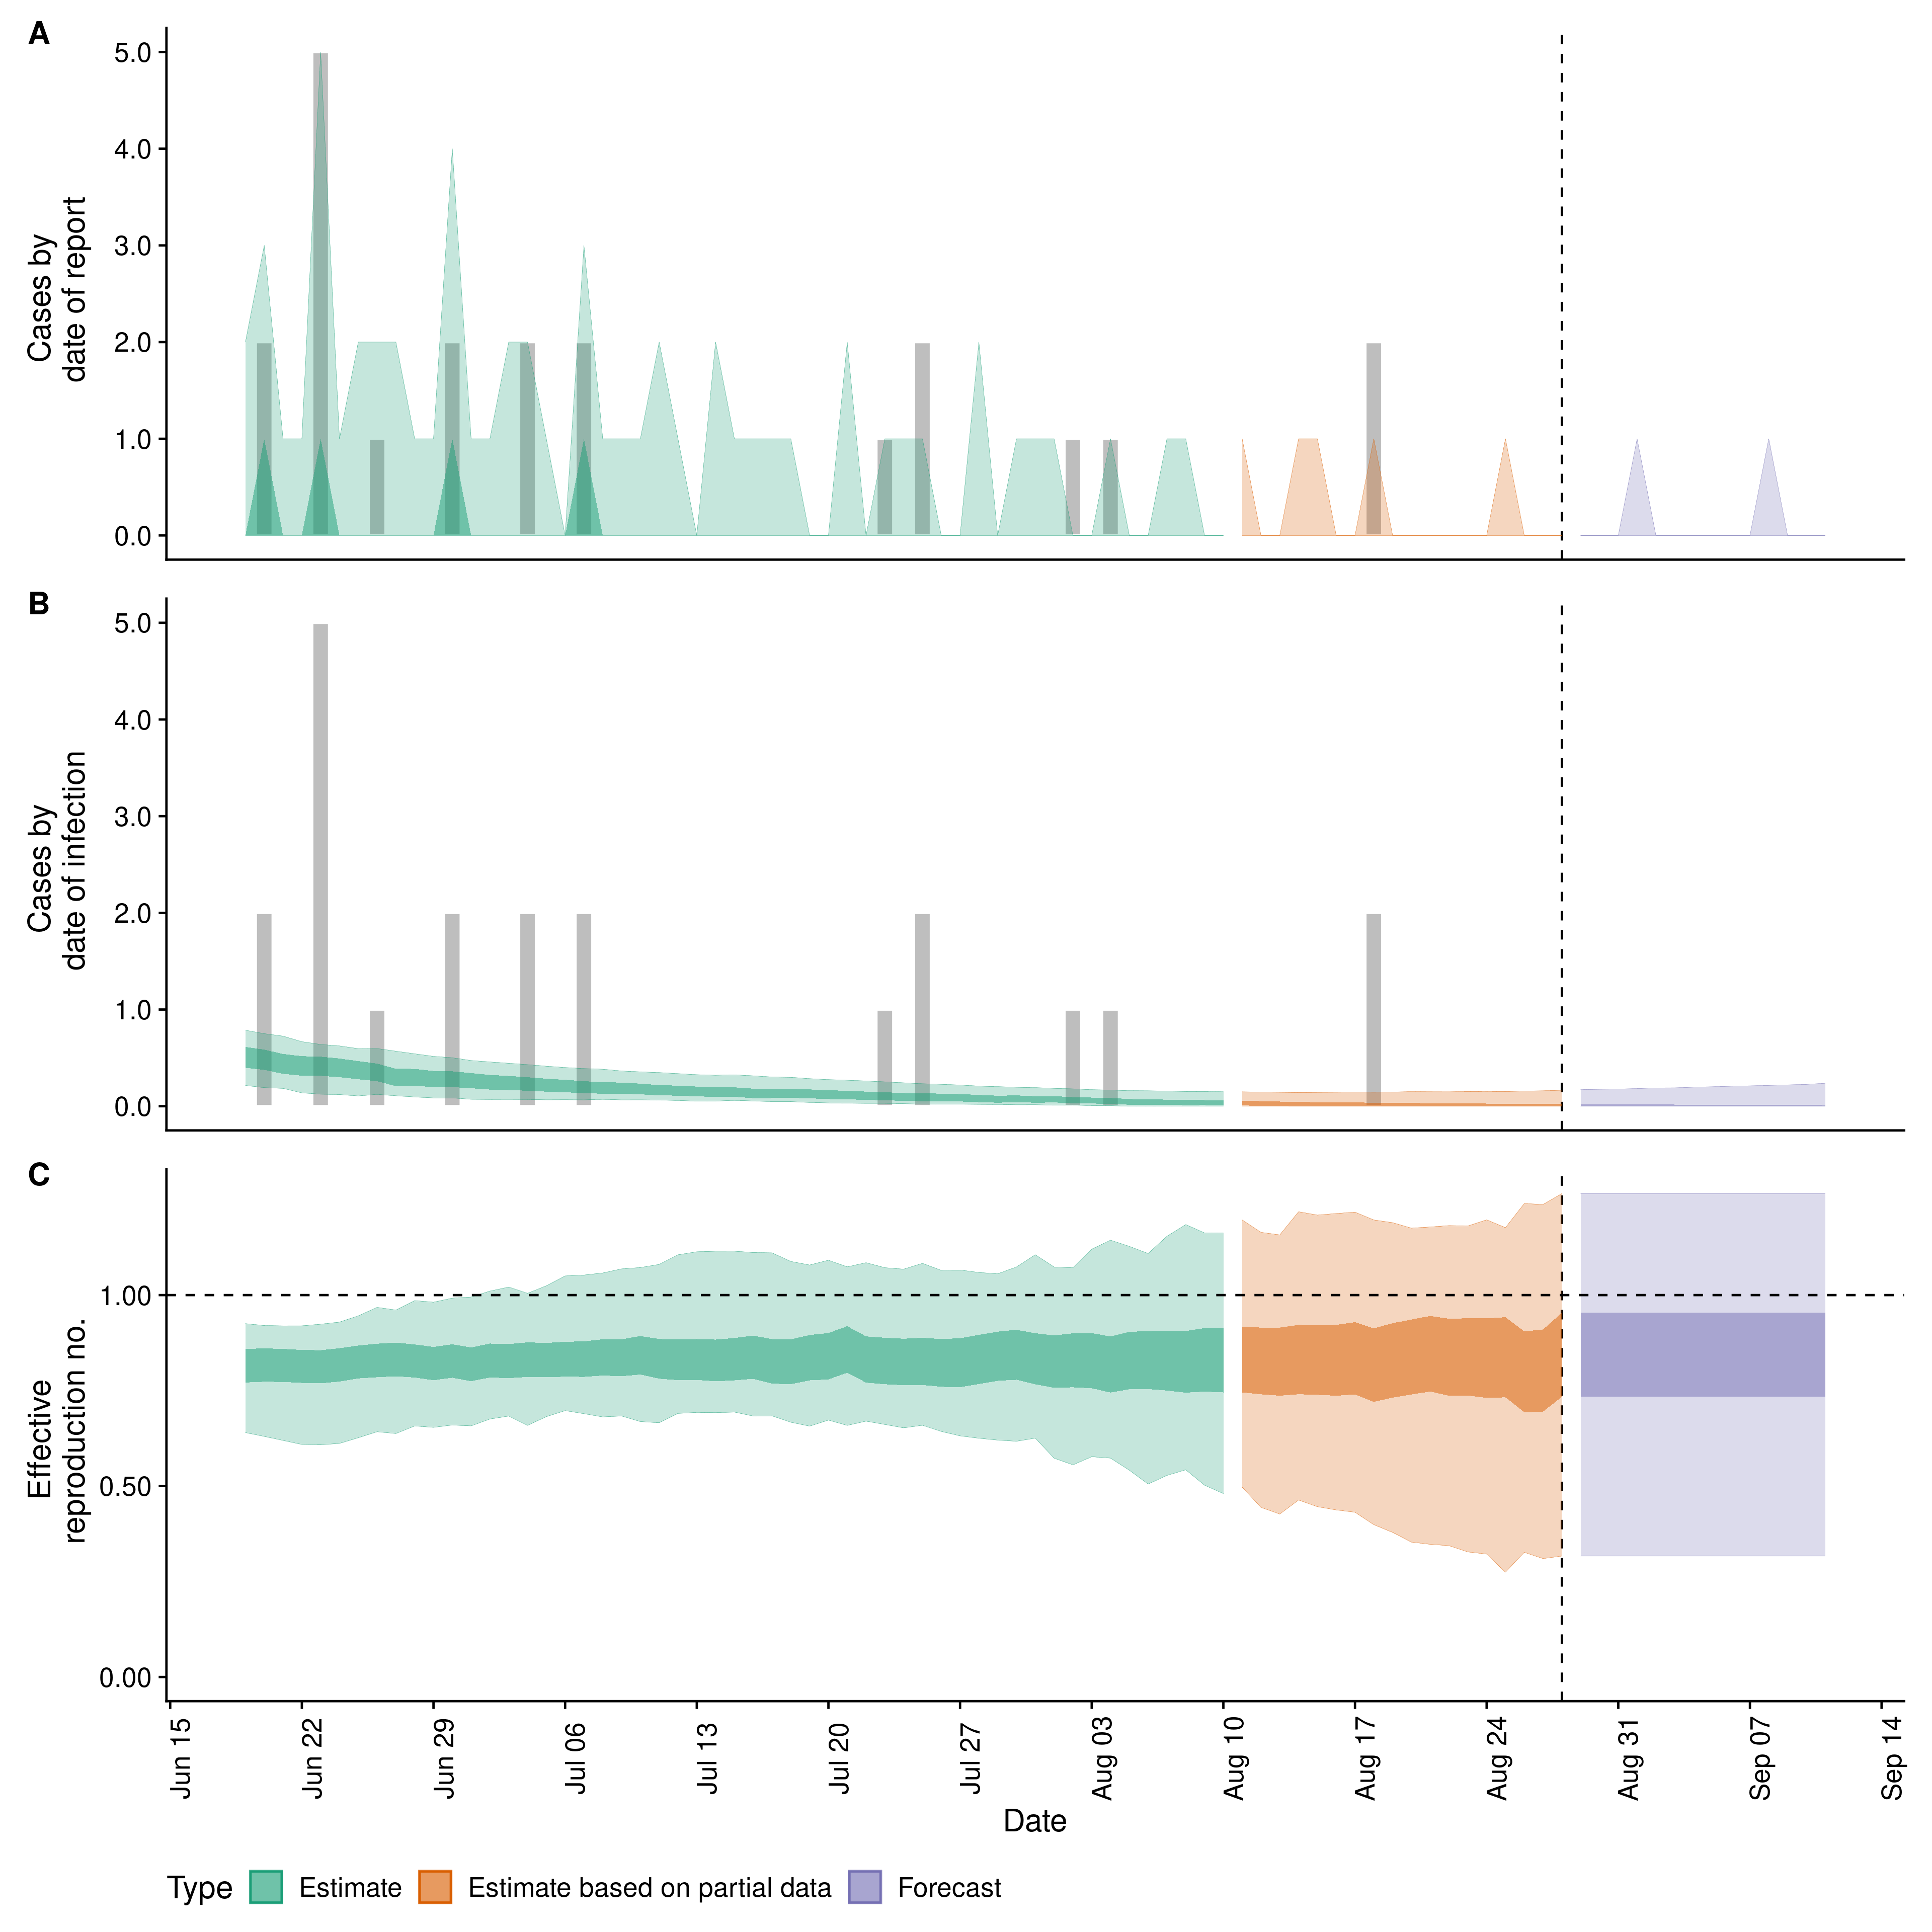 A
5.0
4.0
3.0
2.0
1.0
0.0
Cases by
date of report
B
5.0
4.0
3.0
2.0
1.0
0.0
Cases by
date of infection
C
1.00
0.50
0.00
Effective
reproduction no.
Jun 15
Jun 22
Jun 29
Jul 06
Jul 13
Jul 20
Jul 27
Aug 03
Aug 10
Aug 17
Aug 24
Aug 31
Sep 07
Sep 14
Date
Type Estimate Estimate based on partial data Forecast